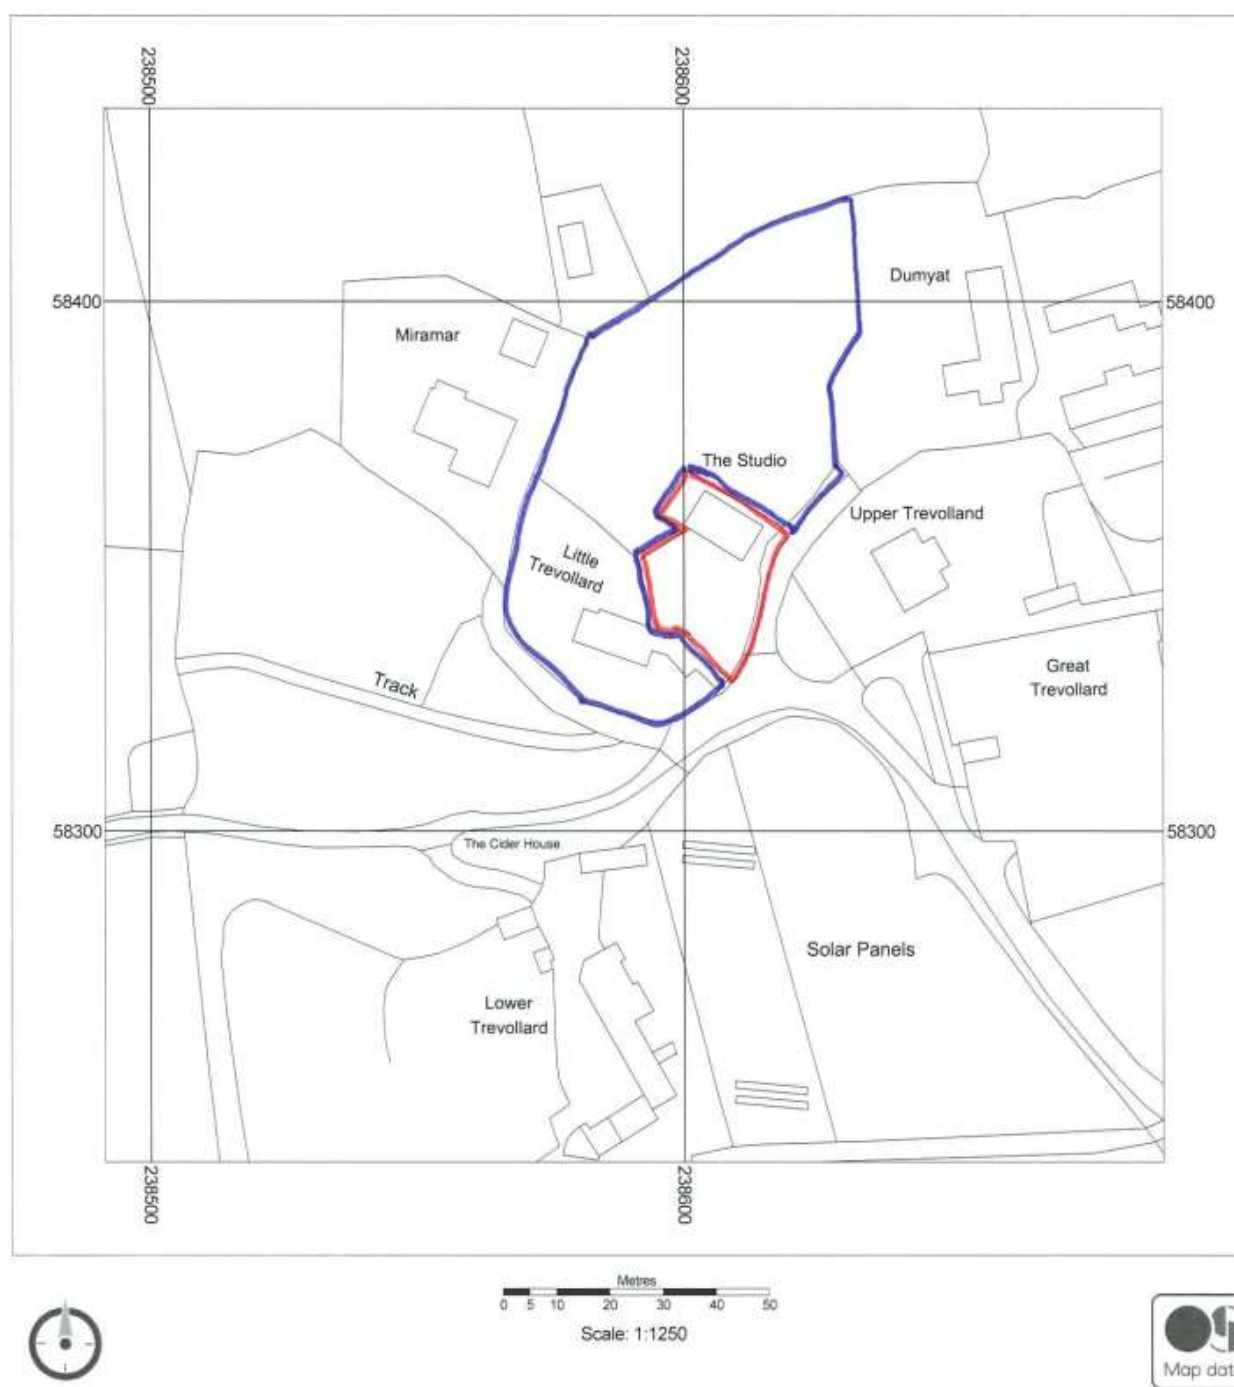 238500
238600
58400
58400
Dumyat
Miramar
The Studio
Upper Trevolland
Little
Trevollard
Great
Trevollard
Track
58300
58300
The Cider House
Solar Panels
Lower
Trevollard
238500
238600
Metres
0 5 10 20 30 40 50
Scale: 1:1250
Map dat